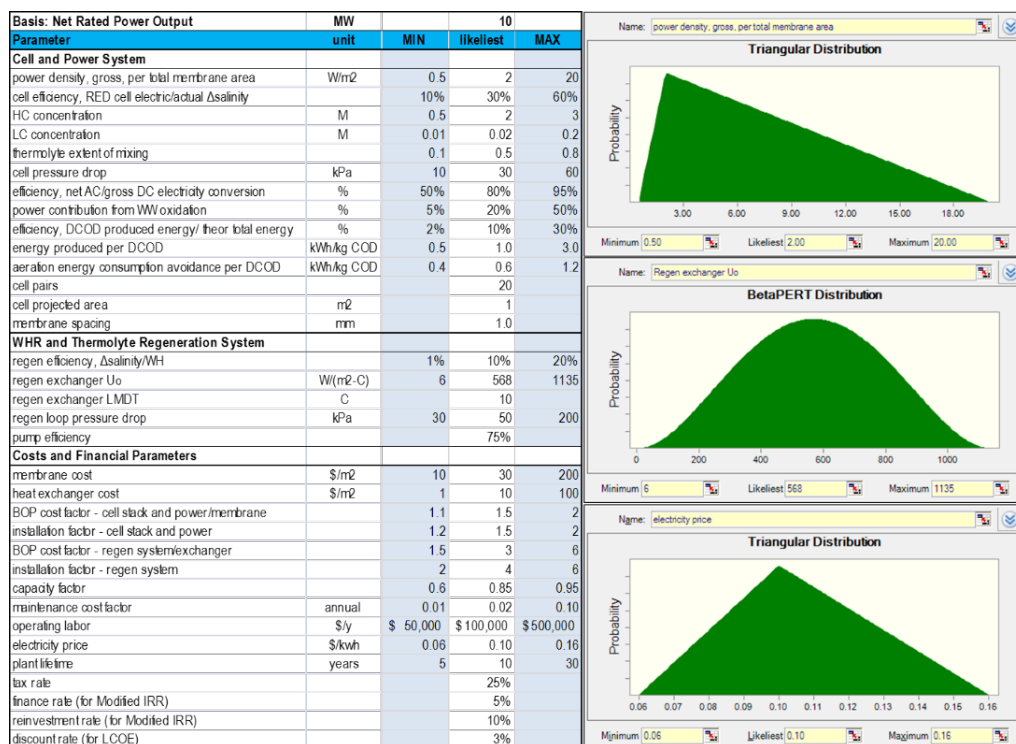 Basis: Net Rated Power Output MW 10
Parameter unit MIN likeliest MAX
Cell and Power System
power density, gross, per total membrane area W/m2 0.5 2 20
cell efficiency, RED cell electric/actual Δsalinity 10% 30% 60%
HC concentration M 0.5 2 3
LC concentration M 0.01 0.02 0.2
thermolyte extent of mixing 0.1 0.5 0.8
cell pressure drop kPa 10 30 60
efficiency, net AC/gross DC electricity conversion % 50% 80% 95%
power contribution from WW oxidation % 5% 20% 50%
efficiency, DCOD produced energy/ theor total energy % 2% 10% 30%
energy produced per DCOD kWh/kg COD 0.5 1.0 3.0
aeration energy consumption avoidance per DCOD kWh/kg COD 0.4 0.6 1.2
cell pairs 20
cell projected area m2 1
membrane spacing mm 1.0
WHR and Thermolyte Regeneration System
regen efficiency, Δsalinity/WH 1% 10% 20%
regen exchanger Uo W/(m2-C) 6 568 1135
regen exchanger LMDT C 10
regen loop pressure drop kPa 30 50 200
pump efficiency 75%
Costs and Financial Parameters
membrane cost $/m2 10 30 200
heat exchanger cost $/m2 1 10 100
BOP cost factor - cell stack and power/membrane 1.1 1.5 2
installation factor - cell stack and power 1.2 1.5 2
BOP cost factor - regen system/exchanger 1.5 3 6
installation factor - regen system 2 4 6
capacity factor 0.6 0.85 0.95
maintenance cost factor annual 0.01 0.02 0.10
operating labor $/y $ 50,000 $100,000 $500,000
electricity price $/kwh 0.06 0.10 0.16
plant lifetime years 5 10 30
tax rate 25%
finance rate (for Modified IRR) 5%
reinvestment rate (for Modified IRR) 10%
discount rate (for LCOE) 3%
Name: power density, gross, per total membrane area
Triangular Distribution
Probability
3.00 6.00 9.00 12.00 15.00 18.00
Minimum 0.50 Likeliest 2.00 Maximum 20.00
Name: Regen exchanger Uo
BetaPERT Distribution
Probability
0 200 400 600 800 1000
Minimum 6 Likeliest 568 Maximum 1135
Name: electricity price
Triangular Distribution
Probability
0.06 0.07 0.08 0.09 0.10 0.11 0.12 0.13 0.14 0.15 0.16
Minimum 0.06 Likeliest 0.10 Maximum 0.16